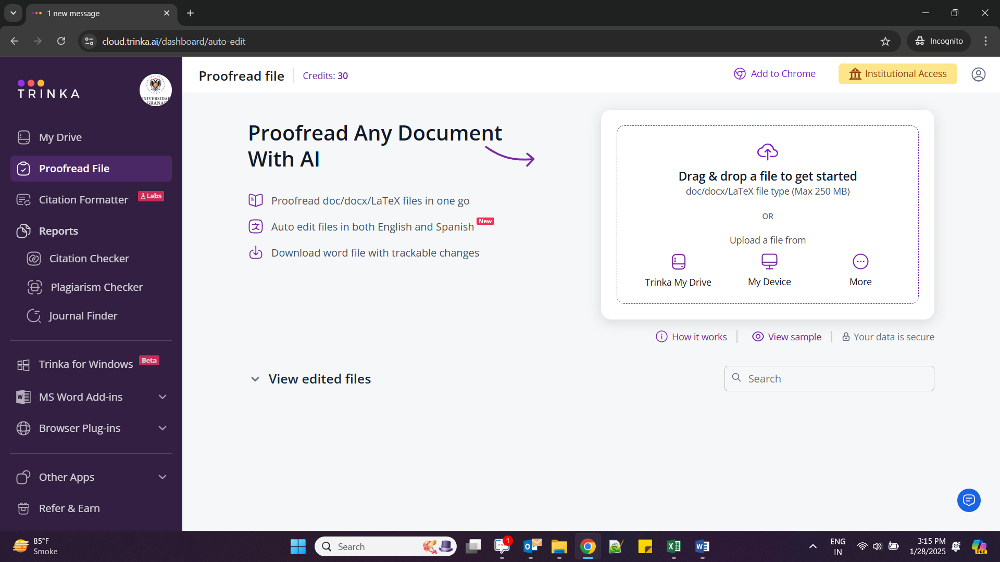 1 new message
cloud.trinka.ai/dashboard/auto-edit
Incognito
TRINKA
UNIVERSIDAD
GRANADA
My Drive
Proofread File
Citation Formatter Labs
Reports
Citation Checker
Plagiarism Checker
Journal Finder
Trinka for Windows Beta
MS Word Add-ins
Browser Plug-ins
Other Apps
Refer & Earn
Proofread file
Credits: 30
Add to Chrome
Institutional Access
Proofread Any Document
With AI
Proofread doc/docx/LaTeX files in one go
Auto edit files in both English and Spanish New
Download word file with trackable changes
Drag & drop a file to get started
doc/docx/LaTeX file type (Max 250 MB)
OR
Upload a file from
Trinka My Drive
My Device
More
How it works
View sample
Your data is secure
View edited files
Search
85°F
Smoke
Search
1
ENG
IN
3:15 PM
1/28/2025
PRE